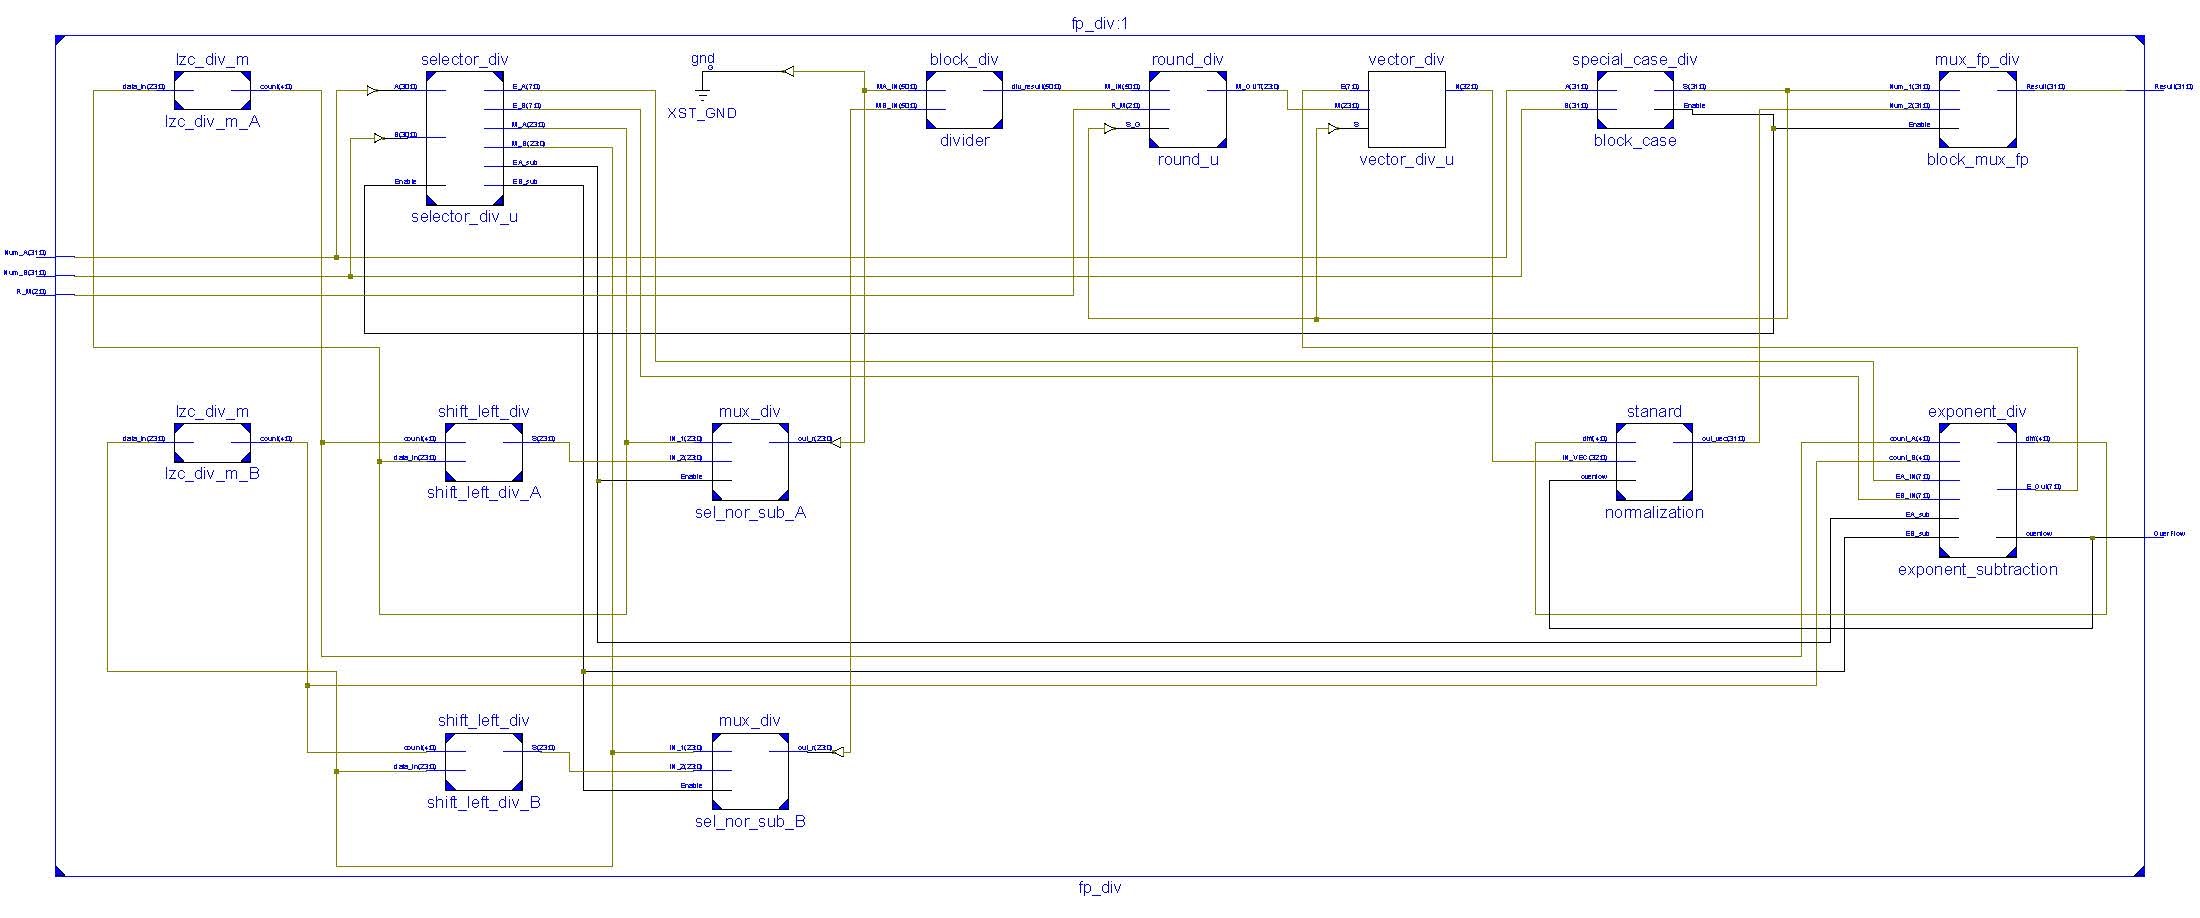 fp_div:1
lzc_div_m
data_in(23:0)
count(4:0)
lzc_div_m_A
selector_div
A(30:0)
B(30:0)
Enable
E_A(7:0)
E_B(7:0)
M_A(23:0)
M_B(23:0)
EA_sub
EB_sub
selector_div_u
gnd
G
XST_GND
block_div
MA_IN(50:0)
MB_IN(50:0)
divider
round_div
R_M(2:0)
S_G
M_OUT(23:0)
round_u
vector_div
E(7:0)
M(23:0)
S
N(32:0)
vector_div_u
special_case_div
A(31:0)
B(31:0)
S(31:0)
Enable
block_case
mux_fp_div
Num_1(31:0)
Num_2(31:0)
Enable
Result(31:0)
block_mux_fp
Result(31:0)
Num_A(31:0)
Num_B(31:0)
R_M(2:0)
lzc_div_m
data_in(23:0)
count(4:0)
lzc_div_m_B
shift_left_div
count(4:0)
data_in(23:0)
S(23:0)
shift_left_div_A
mux_div
IN_1(23:0)
IN_2(23:0)
Enable
out_r(23:0)
sel_nor_sub_A
stanard
diff(4:0)
IN_VEC(32:0)
overflow
out_vec(31:0)
normalization
exponent_div
count_A(4:0)
count_B(4:0)
EA_IN(7:0)
EB_IN(7:0)
EA_sub
EB_sub
diff(4:0)
E_Out(7:0)
overflow
exponent_subtraction
OverFlow
shift_left_div
count(4:0)
data_in(23:0)
S(23:0)
shift_left_div_B
mux_div
IN_1(23:0)
IN_2(23:0)
Enable
out_r(23:0)
sel_nor_sub_B
fp_div